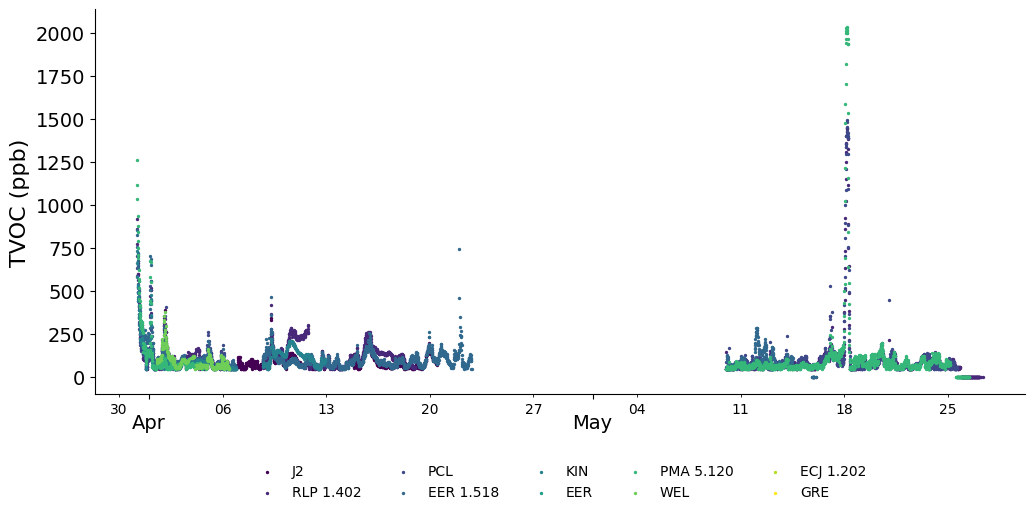 TVOC (ppb)
2000
1750
1500
1250
1000
750
500
250
0
30 06 13 20 27 04 11 18 25
Apr May
J2 PCL KIN PMA 5.120 ECJ 1.202
RLP 1.402 EER 1.518 EER WEL GRE